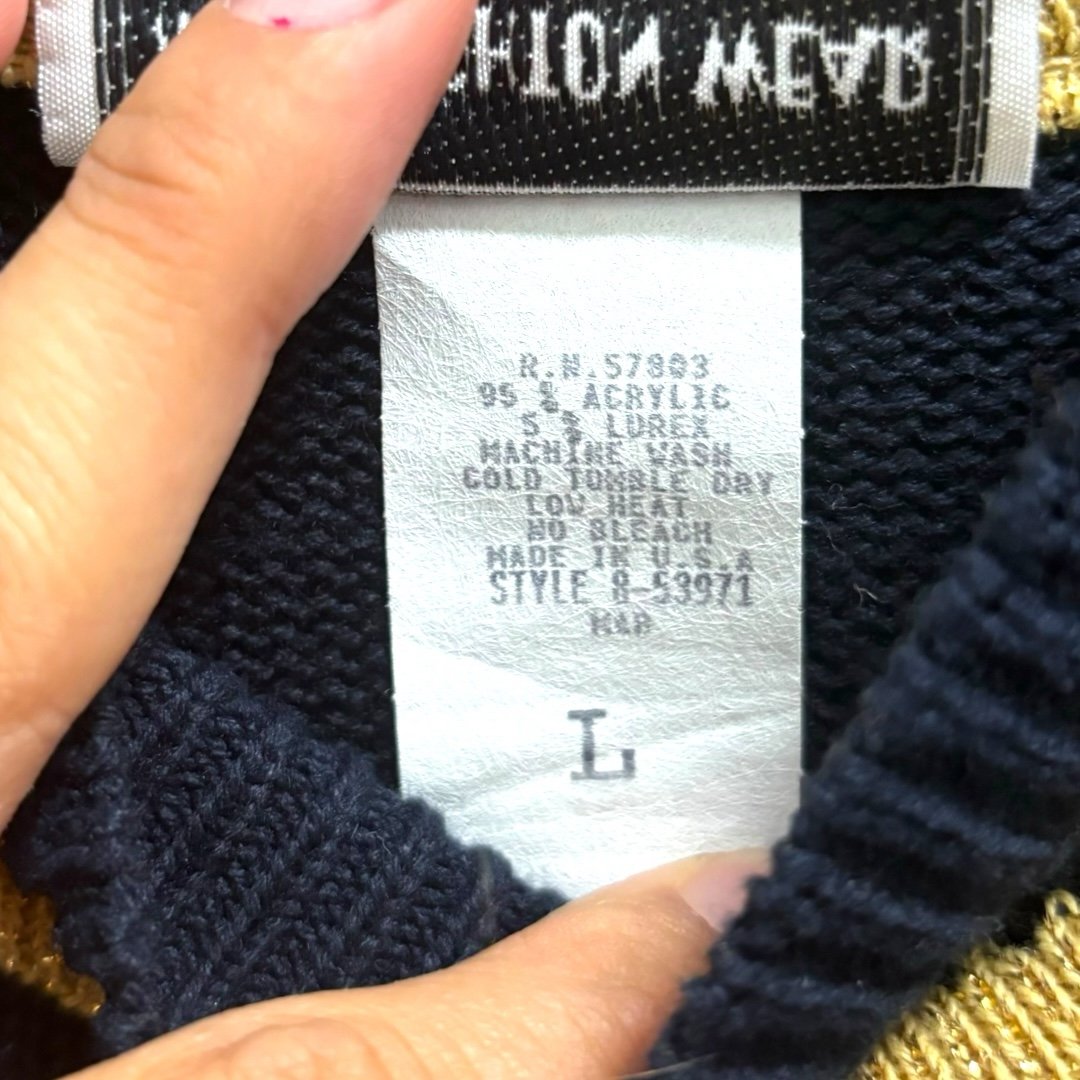 WEAR
R.N.57803
95 % ACRYLIC
5 % LUREX
MACHINE WASH
COLD TUMBLE DRY
LOW HEAT
NO BLEACH
MADE IN U.S.A
STYLE 8-53971
L